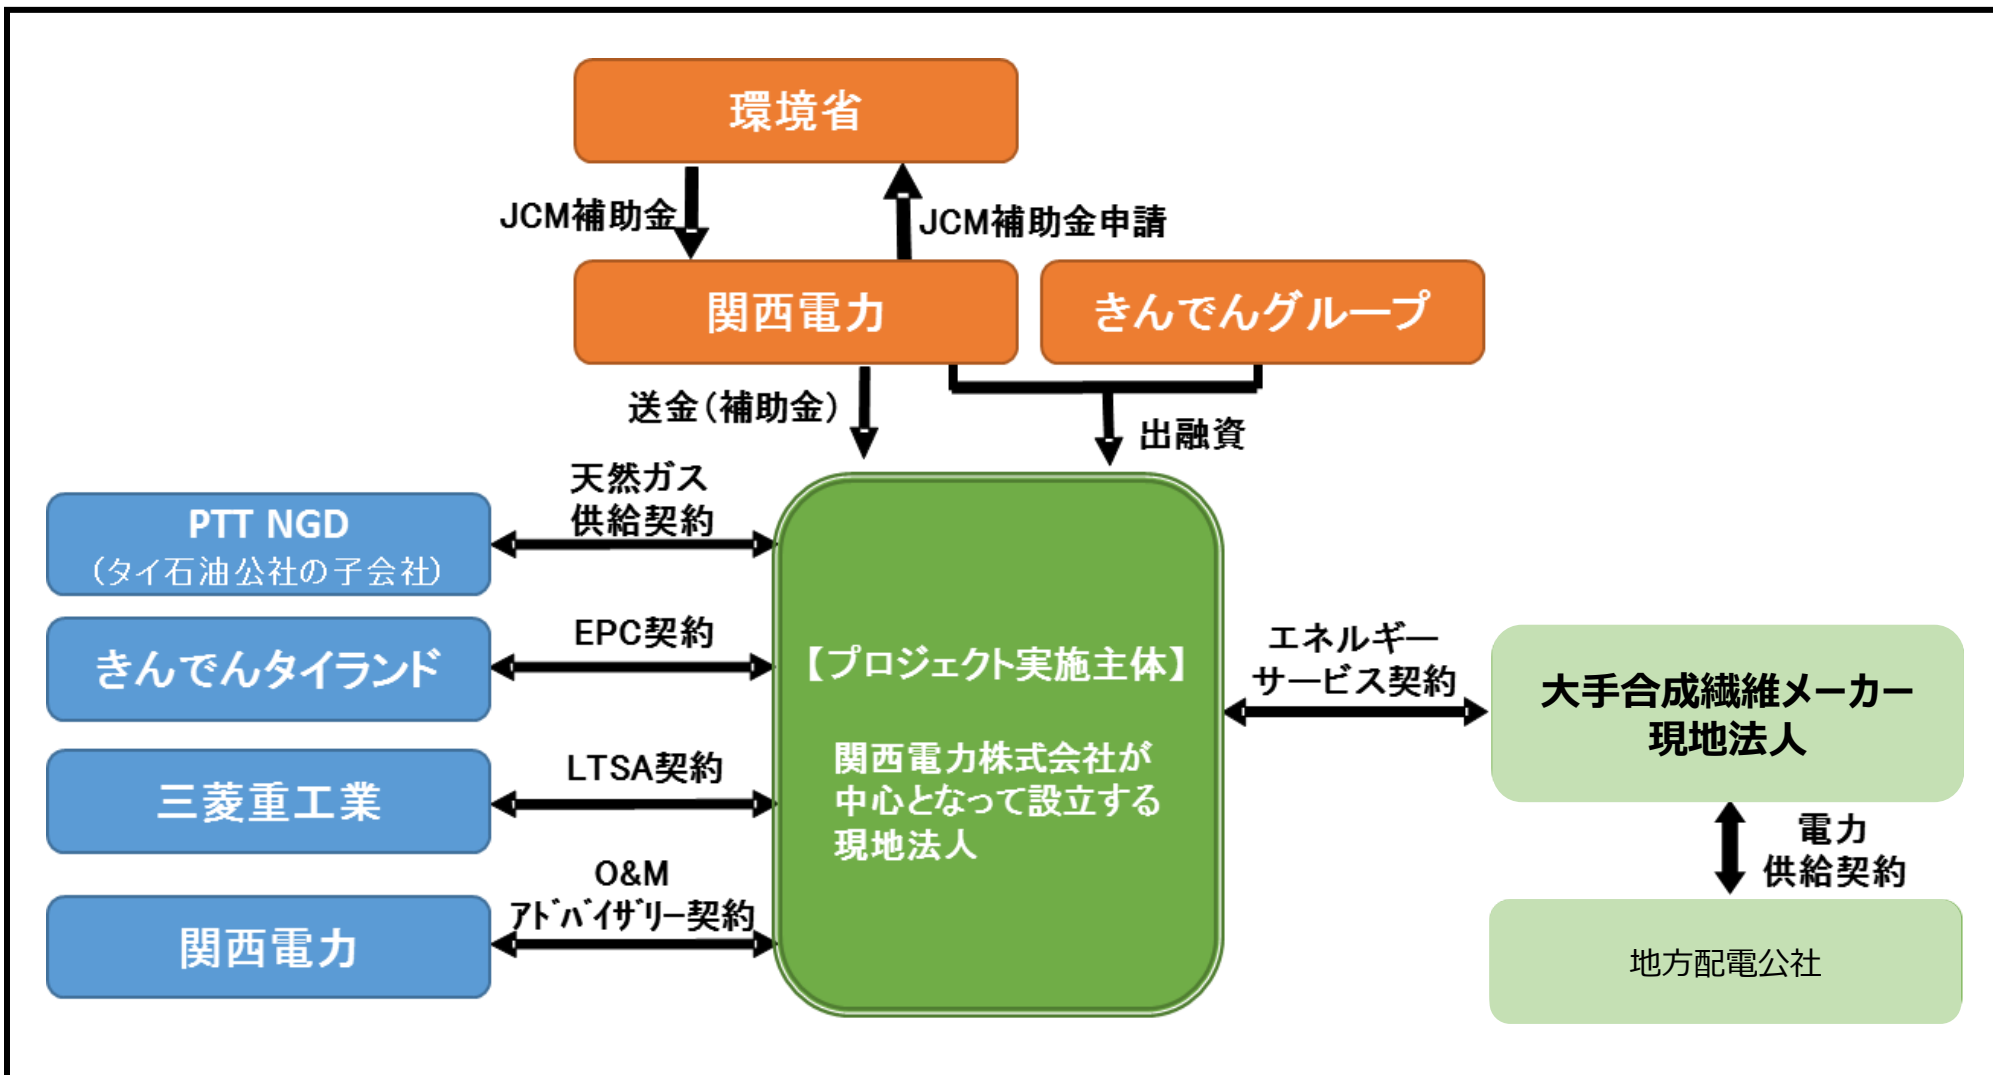 環境省
JCM補助金
JCM補助金申請
関西電力
きんでんグループ
送金(補助金)
出融資
天然ガス
供給契約
PTT NGD
(タイ石油公社の子会社)
EPC契約
きんでんタイランド
LTSA契約
三菱重工業
O&M
ｱﾄﾞﾊﾞｲｻﾞﾘｰ契約
関西電力
【プロジェクト実施主体】
関西電力株式会社が
中心となって設立する
現地法人
エネルギー
サービス契約
大手合成繊維メーカー
現地法人
電力
供給契約
地方配電公社